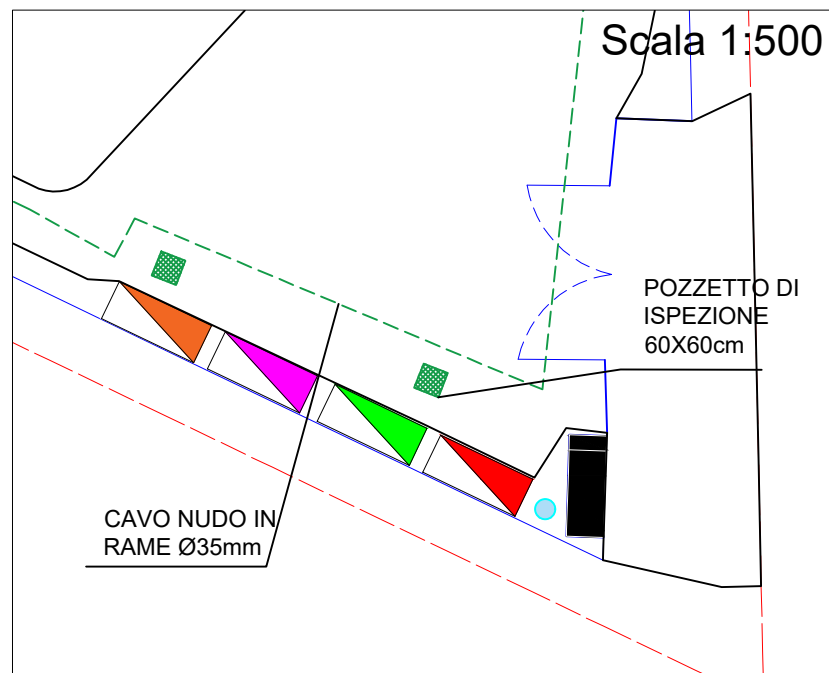 Scala 1:500
POZZETTO DI
ISPEZIONE
60X60cm
CAVO NUDO IN
RAME Ø35mm